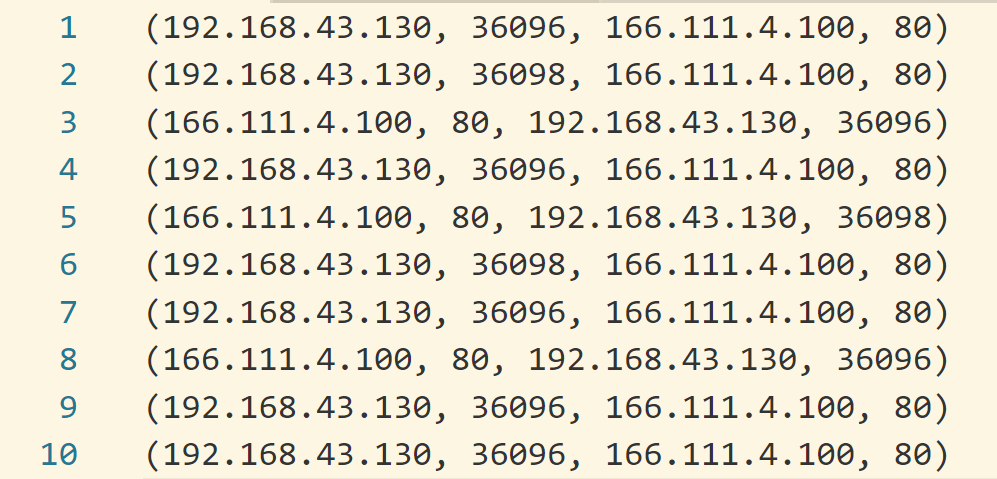 1 (192.168.43.130, 36096, 166.111.4.100, 80)
2 (192.168.43.130, 36098, 166.111.4.100, 80)
3 (166.111.4.100, 80, 192.168.43.130, 36096)
4 (192.168.43.130, 36096, 166.111.4.100, 80)
5 (166.111.4.100, 80, 192.168.43.130, 36098)
6 (192.168.43.130, 36098, 166.111.4.100, 80)
7 (192.168.43.130, 36096, 166.111.4.100, 80)
8 (166.111.4.100, 80, 192.168.43.130, 36096)
9 (192.168.43.130, 36096, 166.111.4.100, 80)
10 (192.168.43.130, 36096, 166.111.4.100, 80)